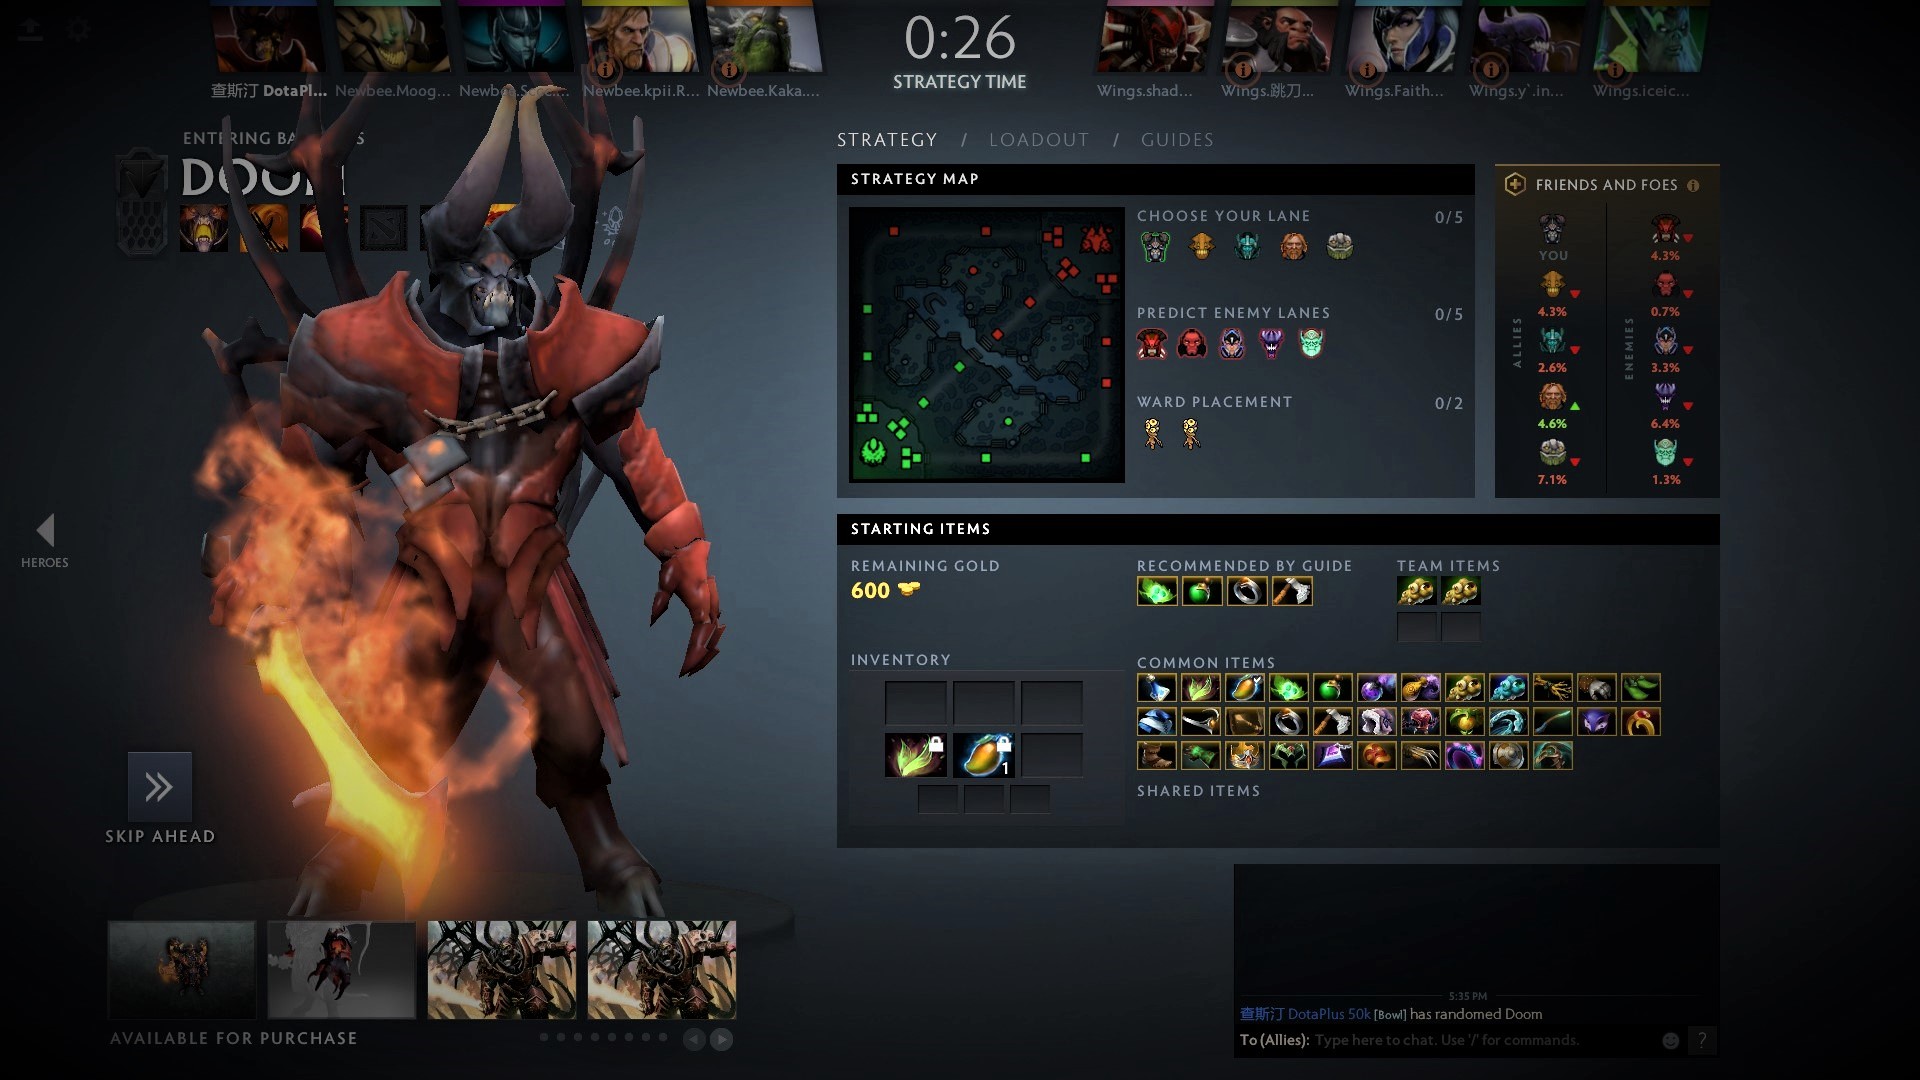 0:26
STRATEGY TIME
查斯汀 DotaPl...
Newbee.Moog...
Newbee.kpii.R...
Newbee.Kaka....
Wings.shad...
Wings.跳刀...
Wings.Faith...
Wings.y`.in...
Wings.iceic...
STRATEGY / LOADOUT / GUIDES
ENTERING
DOOM
STRATEGY MAP
CHOOSE YOUR LANE 0/5
PREDICT ENEMY LANES 0/5
WARD PLACEMENT 0/2
FRIENDS AND FOES
YOU 4.3%
4.3% 0.7%
2.6% 3.3%
4.6% 6.4%
7.1% 1.3%
ALLIES
ENEMIES
HEROES
STARTING ITEMS
REMAINING GOLD
600
RECOMMENDED BY GUIDE
TEAM ITEMS
INVENTORY
1
COMMON ITEMS
SHARED ITEMS
SKIP AHEAD
AVAILABLE FOR PURCHASE
5:35 PM
查斯汀 DotaPlus 50k [Bowl] has randomed Doom
To (Allies): Type here to chat. Use '/' for commands.
?